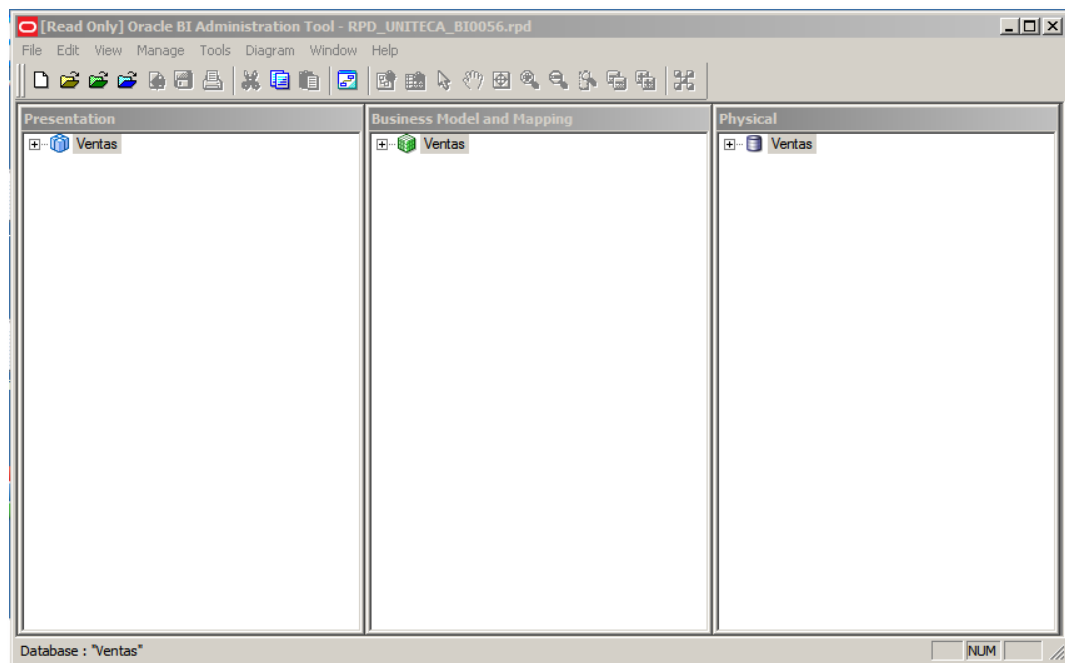 [Read Only] Oracle BI Administration Tool - RPD_UNITECA_BI0056.rpd
File Edit View Manage Tools Diagram Window Help
Presentation
Ventas
Business Model and Mapping
Ventas
Physical
Ventas
Database : "Ventas"
NUM